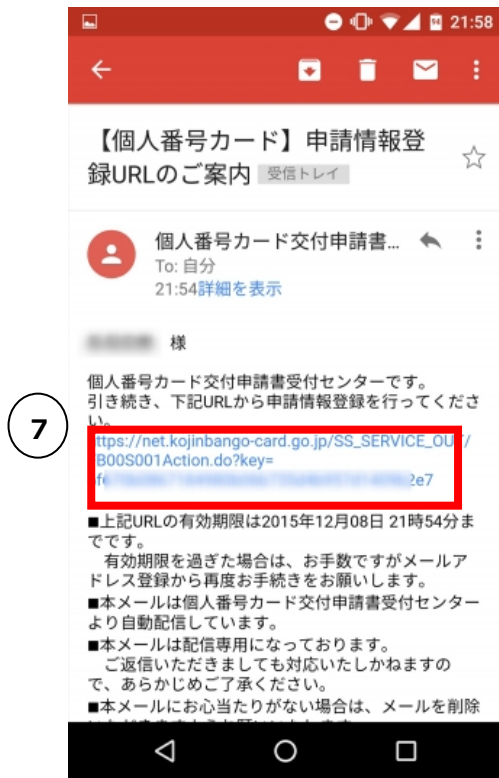 21:58
【個人番号カード】申請情報登
録URLのご案内 受信トレイ
個人番号カード交付申請書...
To: 自分
21:54詳細を表示
様
個人番号カード交付申請書受付センターです。
引き続き、下記URLから申請情報登録を行ってくださ
い。
7
ttps://net.kojinbango-card.go.jp/SS_SERVICE_OUT/
B00S001Action.do?key=
2e7
■上記URLの有効期限は2015年12月08日 21時54分ま
でです。
有効期限を過ぎた場合は、お手数ですがメールア
ドレス登録から再度お手続きをお願いします。
■本メールは個人番号カード交付申請書受付センター
より自動配信しています。
■本メールは配信専用になっております。
ご返信いただきましても対応いたしかねますの
で、あらかじめご了承ください。
■本メールにお心当たりがない場合は、メールを削除